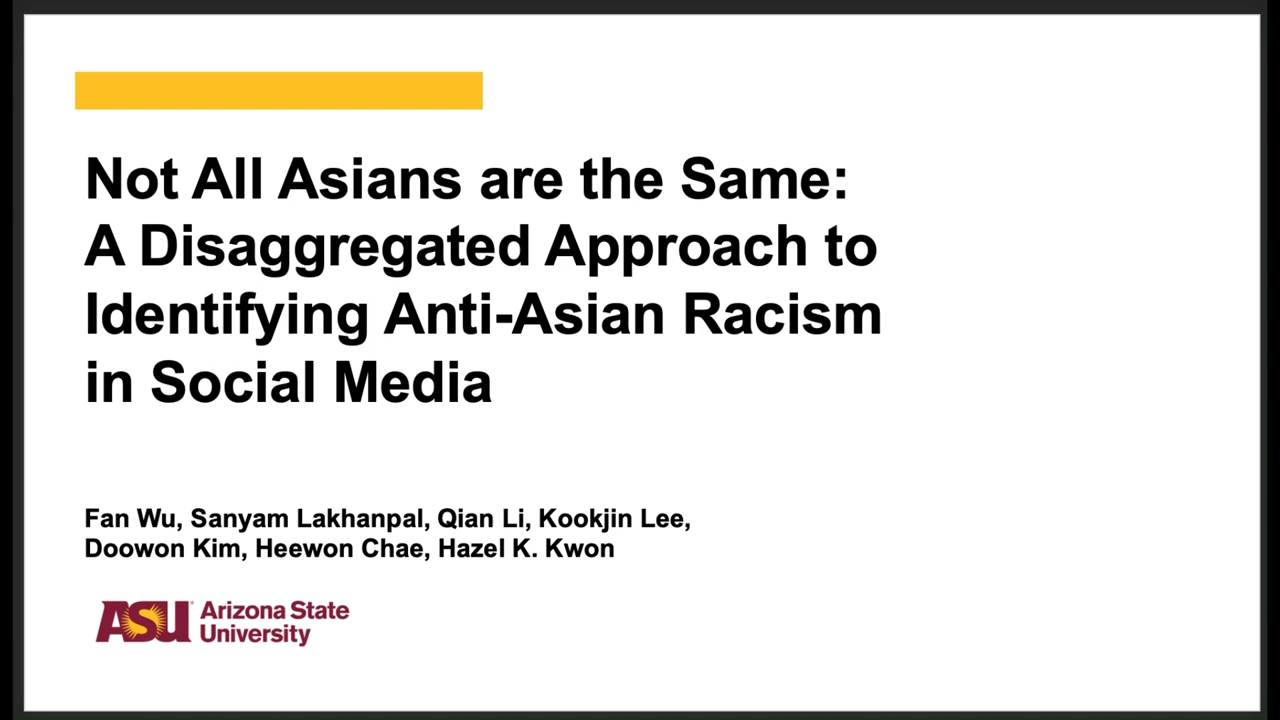 Not All Asians are the Same:
A Disaggregated Approach to
Identifying Anti-Asian Racism
in Social Media
Fan Wu, Sanyam Lakhanpal, Qian Li, Kookjin Lee,
Doowon Kim, Heewon Chae, Hazel K. Kwon
ASU Arizona State
University